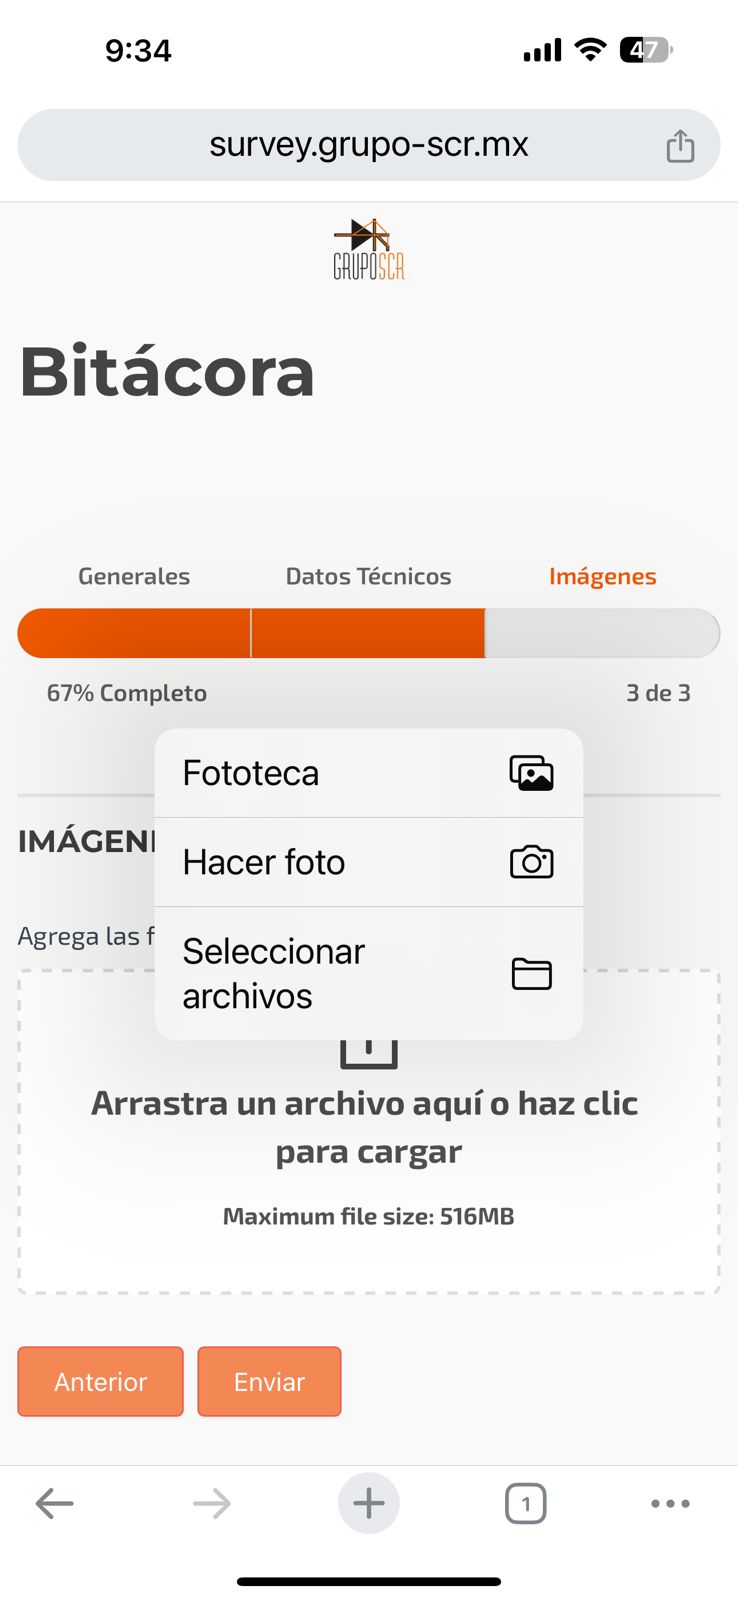 9:34
47
survey.grupo-scr.mx
GRUPOSCR
Bitácora
Generales
Datos Técnicos
Imágenes
67% Completo
3 de 3
Fototeca
Hacer foto
Seleccionar
archivos
Agrega las
Arrastra un archivo aquí o haz clic
para cargar
Maximum file size: 516MB
Anterior
Enviar
1